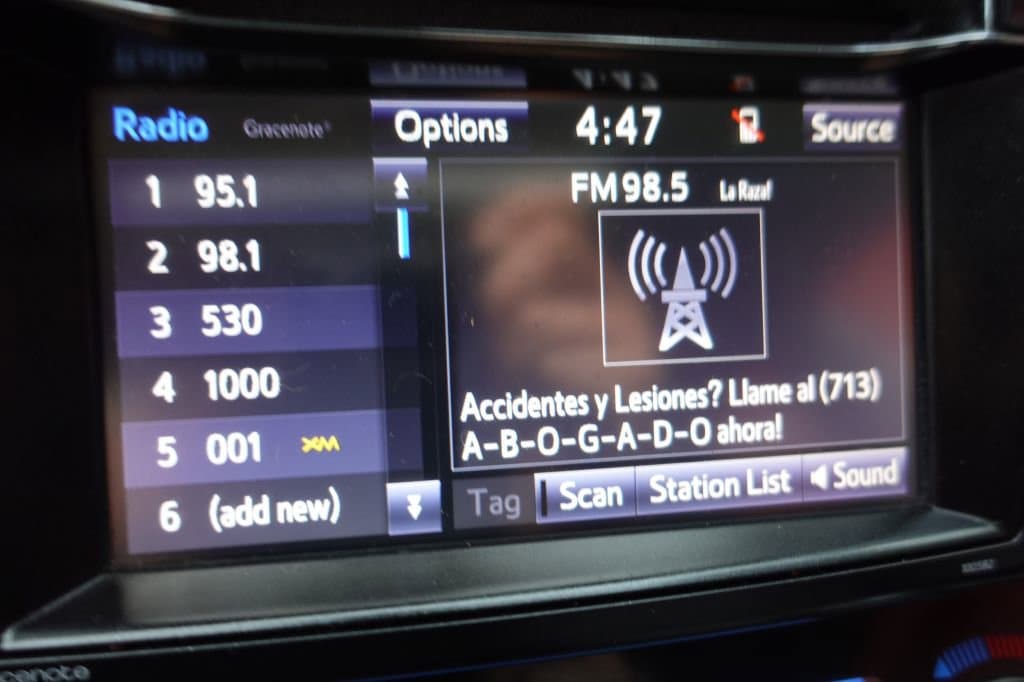 Radio Gracenote® Options 4:47 Source
1 95.1
2 98.1
3 530
4 1000
5 001 XM
6 (add new)
FM 98.5 La Raza!
Accidentes y Lesiones? Llame al (713)
A-B-O-G-A-D-O ahora!
Tag Scan Station List Sound